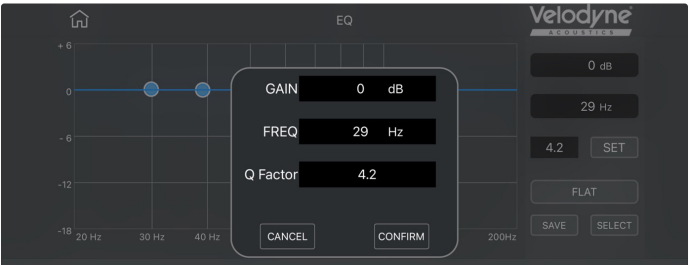 EQ
Velodyne®
ACOUSTICS
+ 6
0
- 6
-12
-18
20 Hz
30 Hz
40 Hz
200Hz
GAIN 0 dB
FREQ 29 Hz
Q Factor 4.2
CANCEL CONFIRM
0 dB
29 Hz
4.2 SET
FLAT
SAVE SELECT